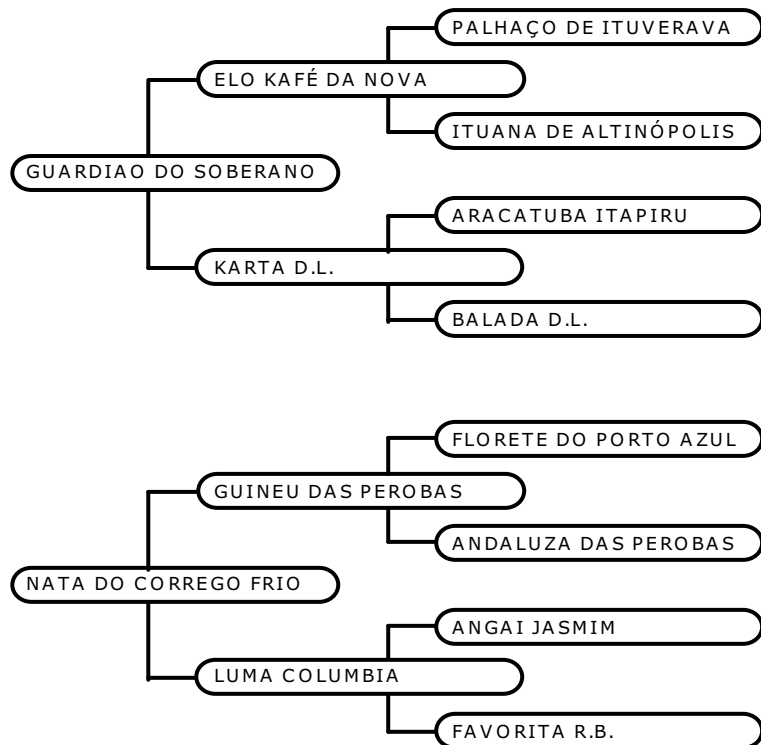 PALHAÇO DE ITUVERAVA
ELO KAFÉ DA NOVA
ITUANA DE ALTINÓPOLIS
GUARDIAO DO SOBERANO
ARACATUBA ITAPIRU
KARTA D.L.
BALADA D.L.
FLORETE DO PORTO AZUL
GUINEU DAS PEROBAS
ANDALUZA DAS PEROBAS
NATA DO CORREGO FRIO
ANGAI JASMIM
LUMA COLUMBIA
FAVORITA R.B.